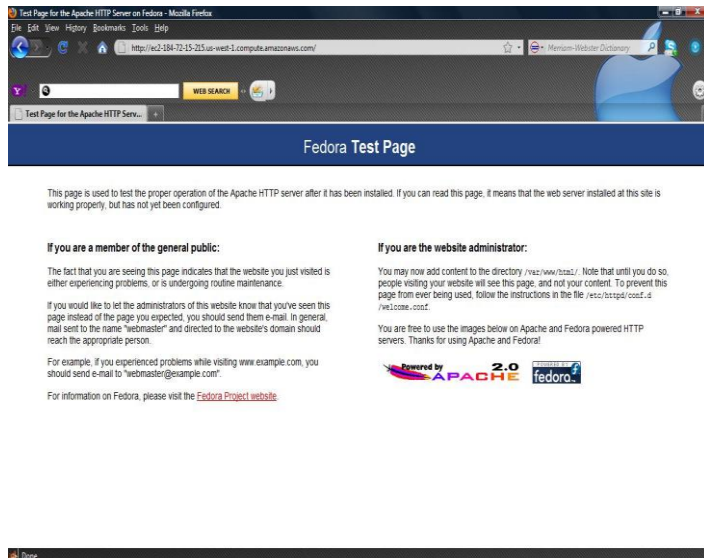 Test Page for the Apache HTTP Server on Fedora - Mozilla Firefox
File Edit View History Bookmarks Tools Help
http://ec2-184-72-15-215.us-west-1.compute.amazonaws.com/
Merriam-Webster Dictionary
Y!
WEB SEARCH
Test Page for the Apache HTTP Serv...
Fedora Test Page
This page is used to test the proper operation of the Apache HTTP server after it has been installed. If you can read this page, it means that the web server installed at this site is
working properly, but has not yet been configured.
If you are a member of the general public:
The fact that you are seeing this page indicates that the website you just visited is
either experiencing problems, or is undergoing routine maintenance.
If you would like to let the administrators of this website know that you've seen this
page instead of the page you expected, you should send them e-mail. In general,
mail sent to the name "webmaster" and directed to the website's domain should
reach the appropriate person.
For example, if you experienced problems while visiting www.example.com, you
should send e-mail to "webmaster@example.com".
For information on Fedora, please visit the Fedora Project website.
If you are the website administrator:
You may now add content to the directory /var/www/html/. Note that until you do so,
people visiting your website will see this page, and not your content. To prevent this
page from ever being used, follow the instructions in the file /etc/httpd/conf.d
/welcome.conf.
You are free to use the images below on Apache and Fedora powered HTTP
servers. Thanks for using Apache and Fedora!
Powered by 2.0
APACHE
POWERED BY
fedora
Done